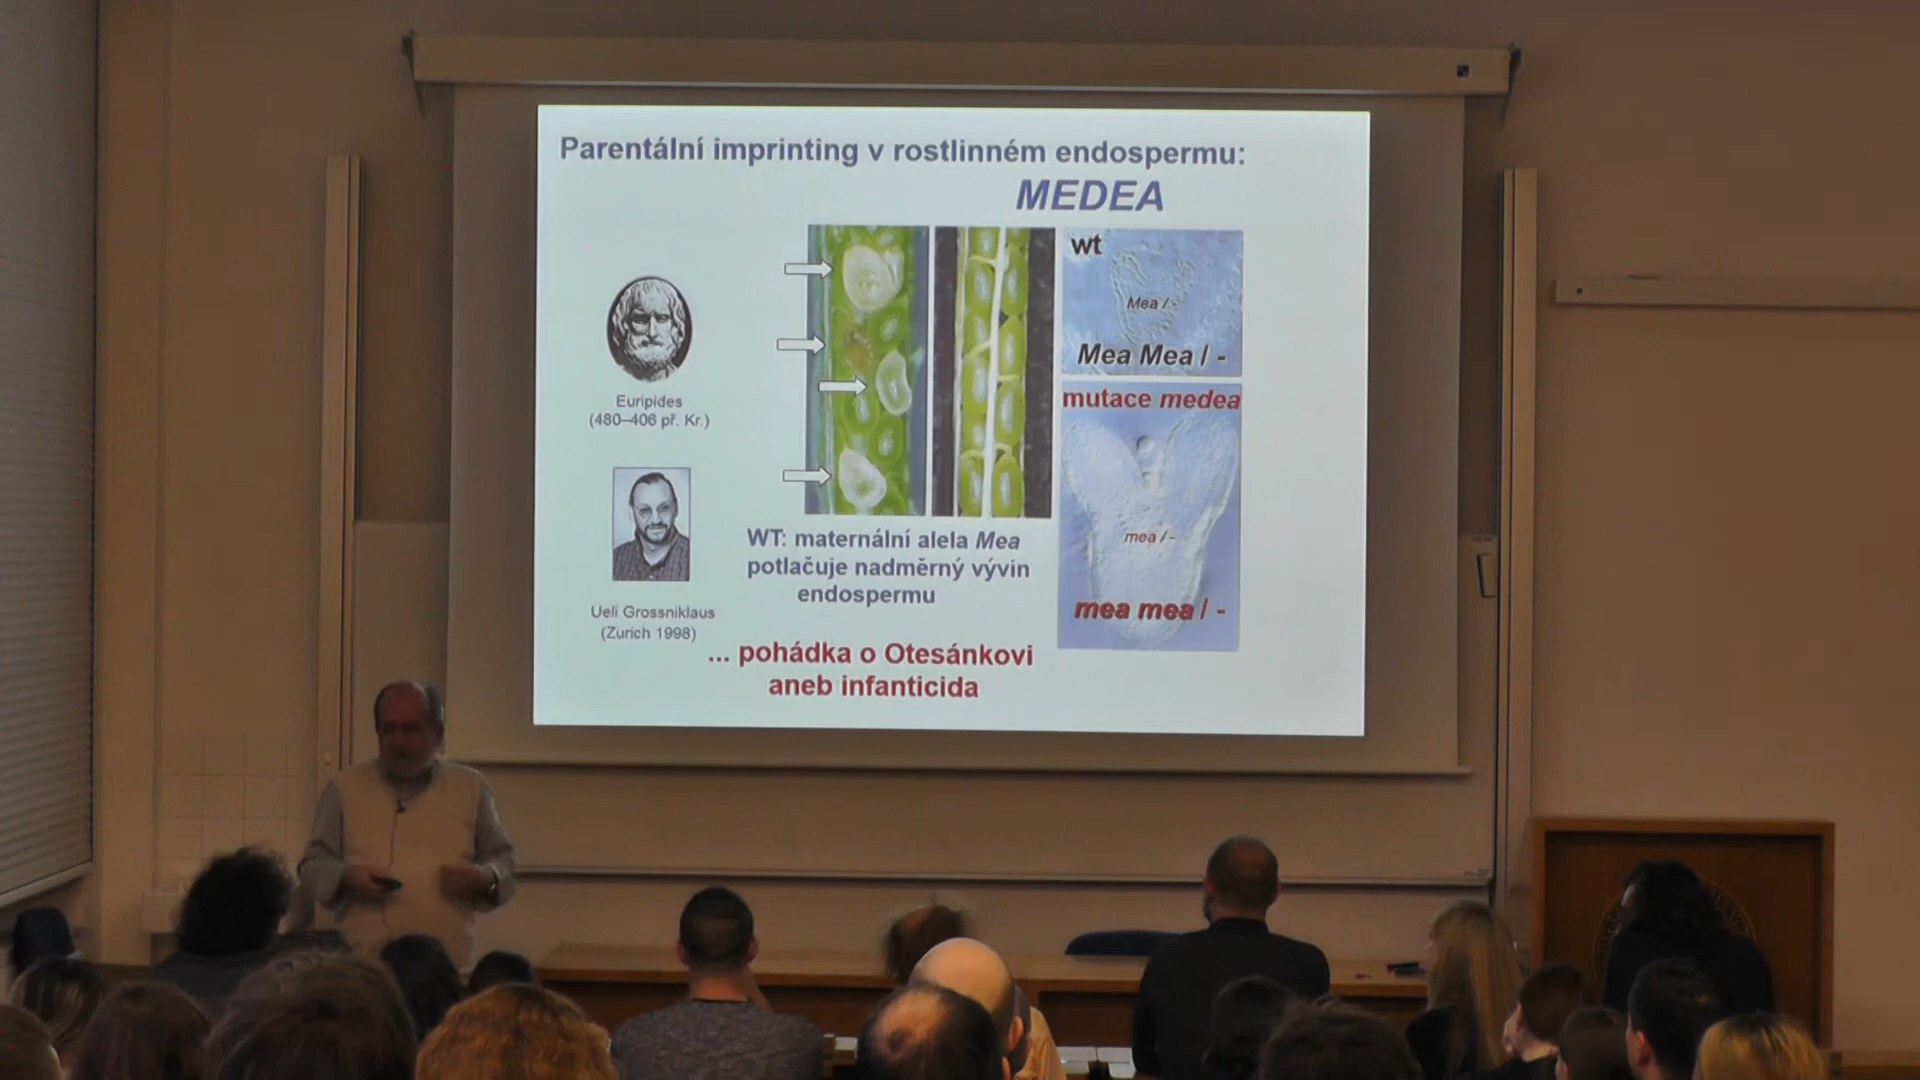 Parentální imprinting v rostlinném endospermu:
MEDEA
Euripides
(480–406 př. Kr.)
Ueli Grossniklaus
(Zurich 1998)
WT: maternální alela Mea
potlačuje nadměrný vývin
endospermu
... pohádka o Otesánkovi
aneb infanticida
wt
Mea / -
Mea Mea / -
mutace medea
mea / -
mea mea / -